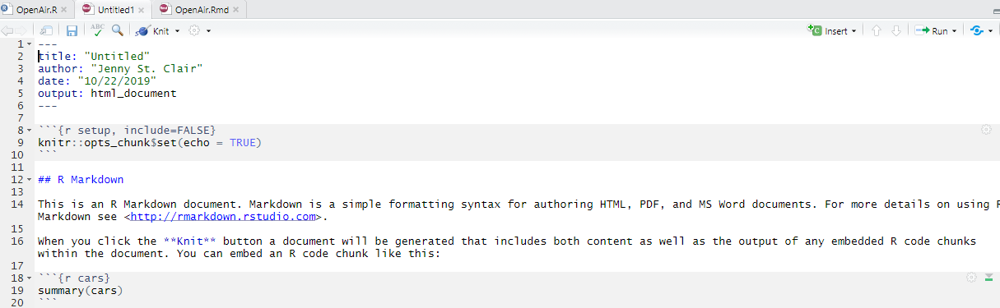 OpenAir.R Untitled1 OpenAir.Rmd
ABC Knit Insert Run
1 ---
2 title: "Untitled"
3 author: "Jenny St. Clair"
4 date: "10/22/2019"
5 output: html_document
6 ---
7
8 ```{r setup, include=FALSE}
9 knitr::opts_chunk$set(echo = TRUE)
10 ```
11
12 ## R Markdown
13
14 This is an R Markdown document. Markdown is a simple formatting syntax for authoring HTML, PDF, and MS Word documents. For more details on using R
Markdown see <http://rmarkdown.rstudio.com>.
15
16 When you click the **Knit** button a document will be generated that includes both content as well as the output of any embedded R code chunks
within the document. You can embed an R code chunk like this:
17
18 ```{r cars}
19 summary(cars)
20 ```